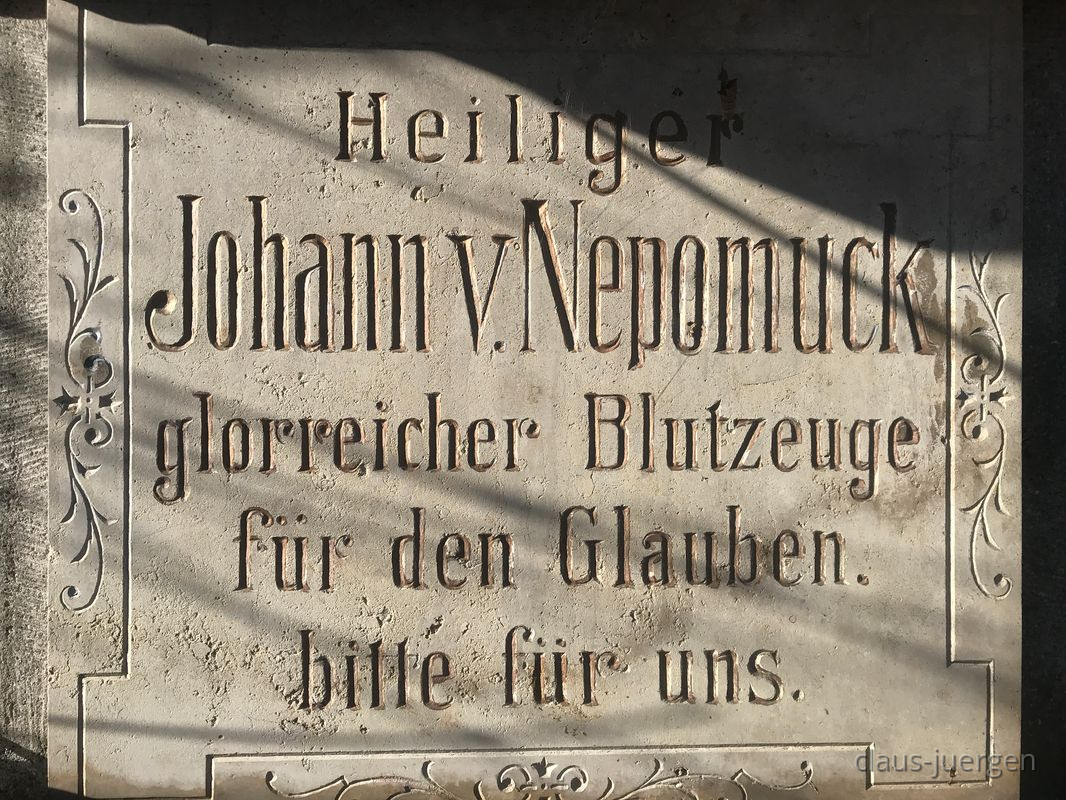 Heiliger
Johann v. Nepomuck
glorreicher Blutzeuge
für den Glauben.
bitte für uns.
claus-juergen